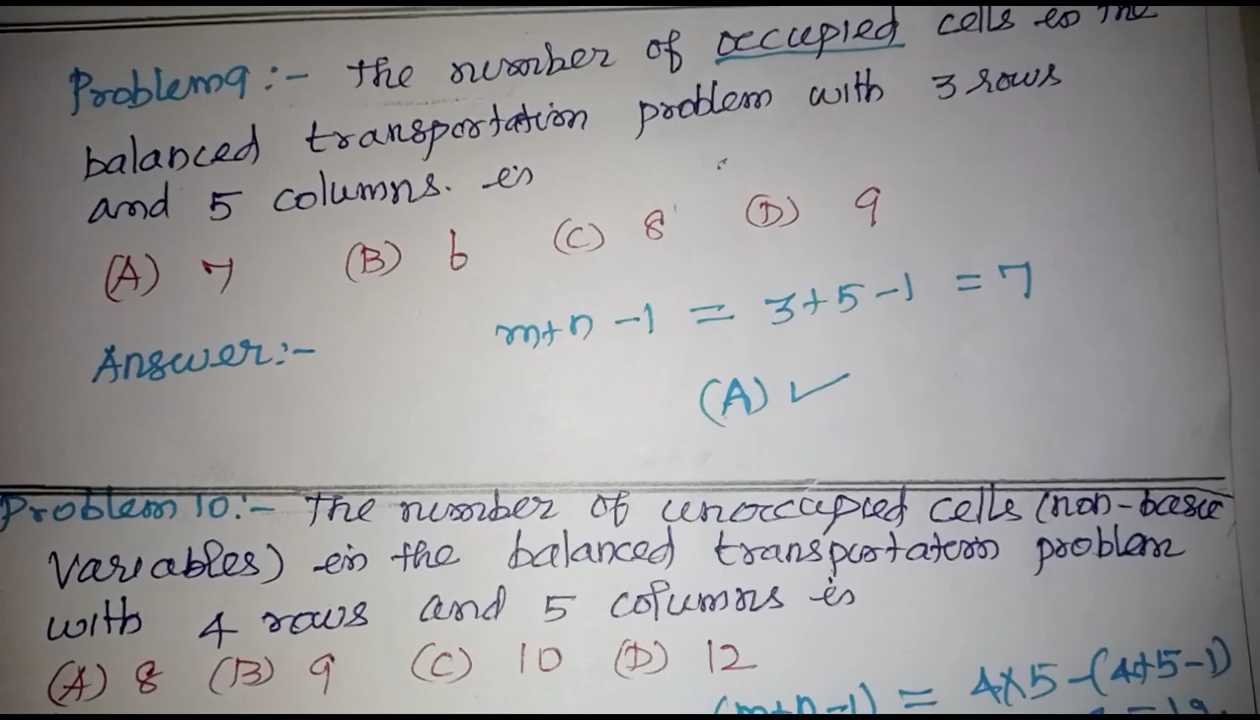 Problem 9:- The number of occupied cells in the
balanced transportation problem with 3 rows
and 5 columns. is
(A) 7 (B) 6 (C) 8 (D) 9
Answer:- m+n-1 = 3+5-1 = 7
(A) ✓
Problem 10:- The number of unoccupied cells (non-basic
variables) in the balanced transportation problem
with 4 rows and 5 columns is
(A) 8 (B) 9 (C) 10 (D) 12
(m+n-1) = 4×5-(4+5-1)